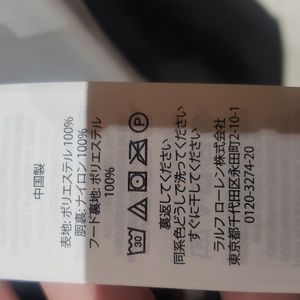 中国製
表地: ポリエステル 100%
胴裏: ナイロン 100%
フード裏地: ポリエステル
100%
30
裏返してください
同系色どうしで洗ってください
すぐに干してください
ラルフ ローレン株式会社
東京都千代田区永田町2-10-1
0120-3274-20